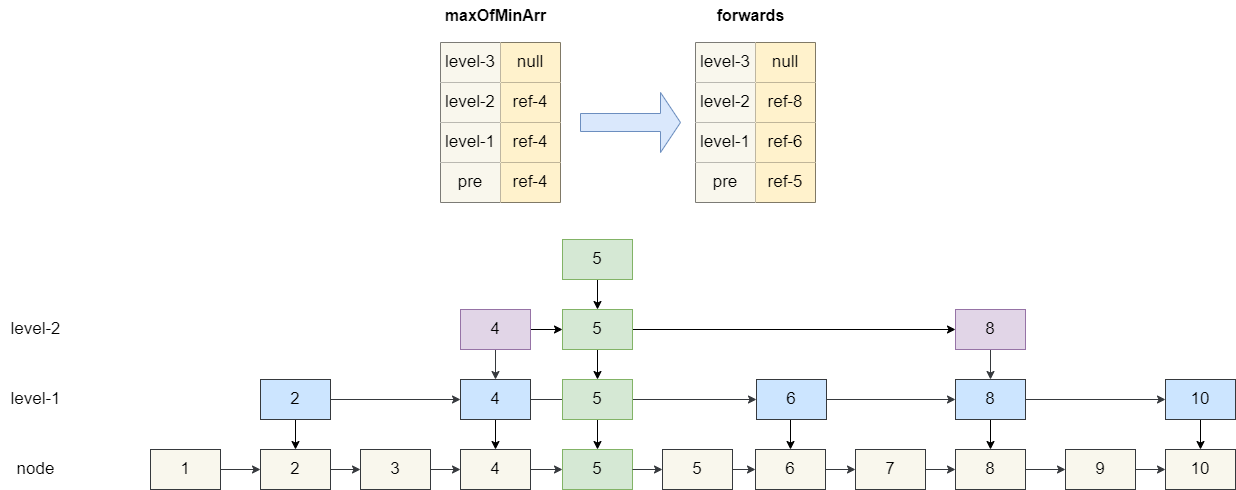 maxOfMinArr forwards
level-3 null level-3 null
level-2 ref-4 level-2 ref-8
level-1 ref-4 level-1 ref-6
pre ref-4 pre ref-5
5
level-2 4 5 8
level-1 2 4 5 6 8 10
node 1 2 3 4 5 5 6 7 8 9 10